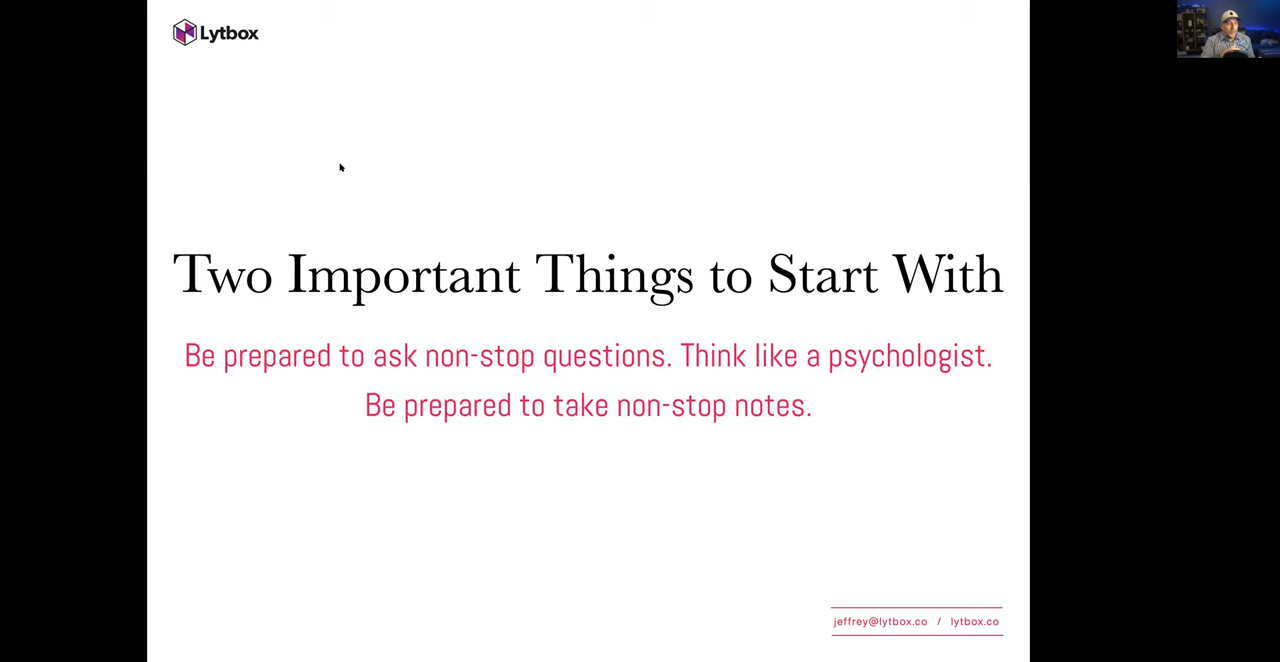 Lytbox
Two Important Things to Start With
Be prepared to ask non-stop questions. Think like a psychologist.
Be prepared to take non-stop notes.
jeffrey@lytbox.co / lytbox.co